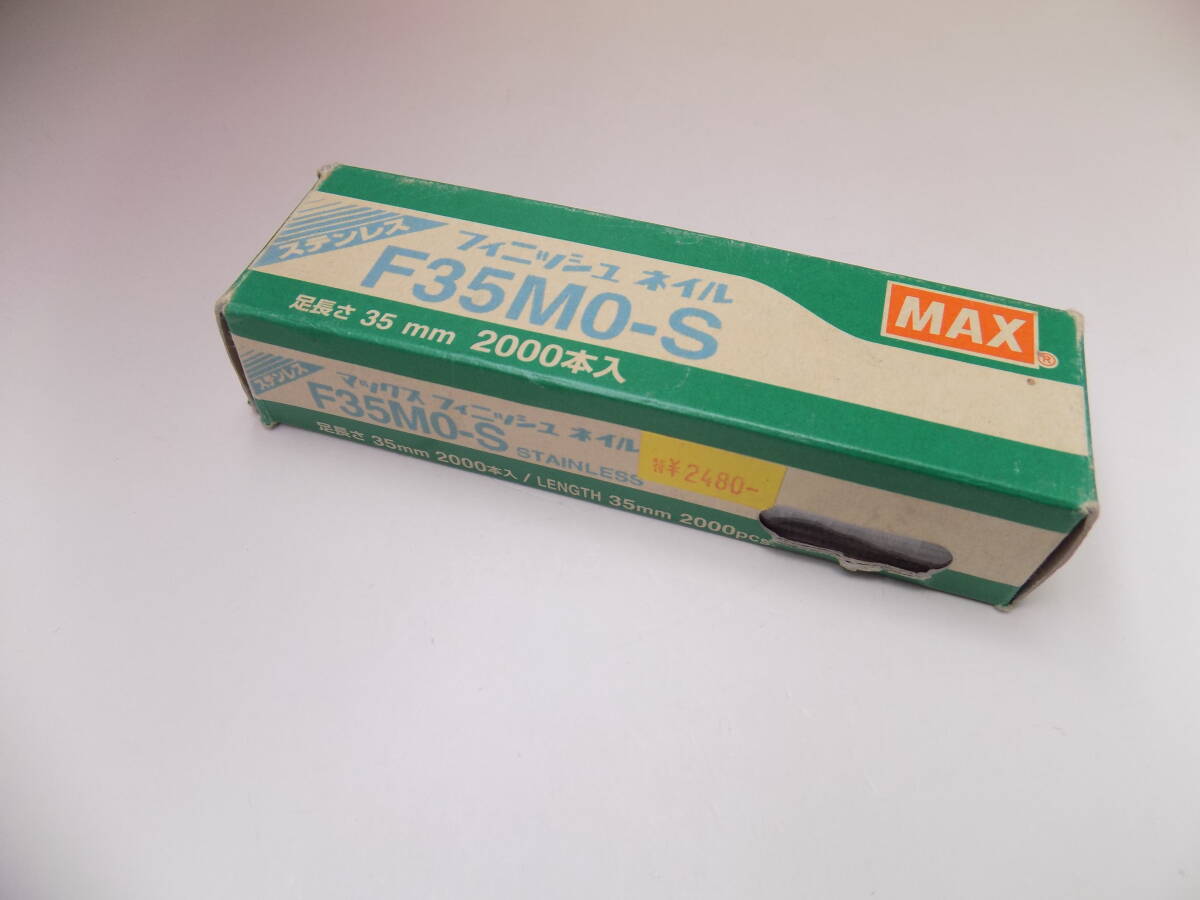 ステンレス
フィニッシュ ネイル
F35M0-S
足長さ 35 mm 2000本入
MAX®
ステンレス
マックス フィニッシュ ネイル
F35M0-S STAINLESS
足長さ 35mm 2000本入 / LENGTH 35mm 2000pcs
¥2480-